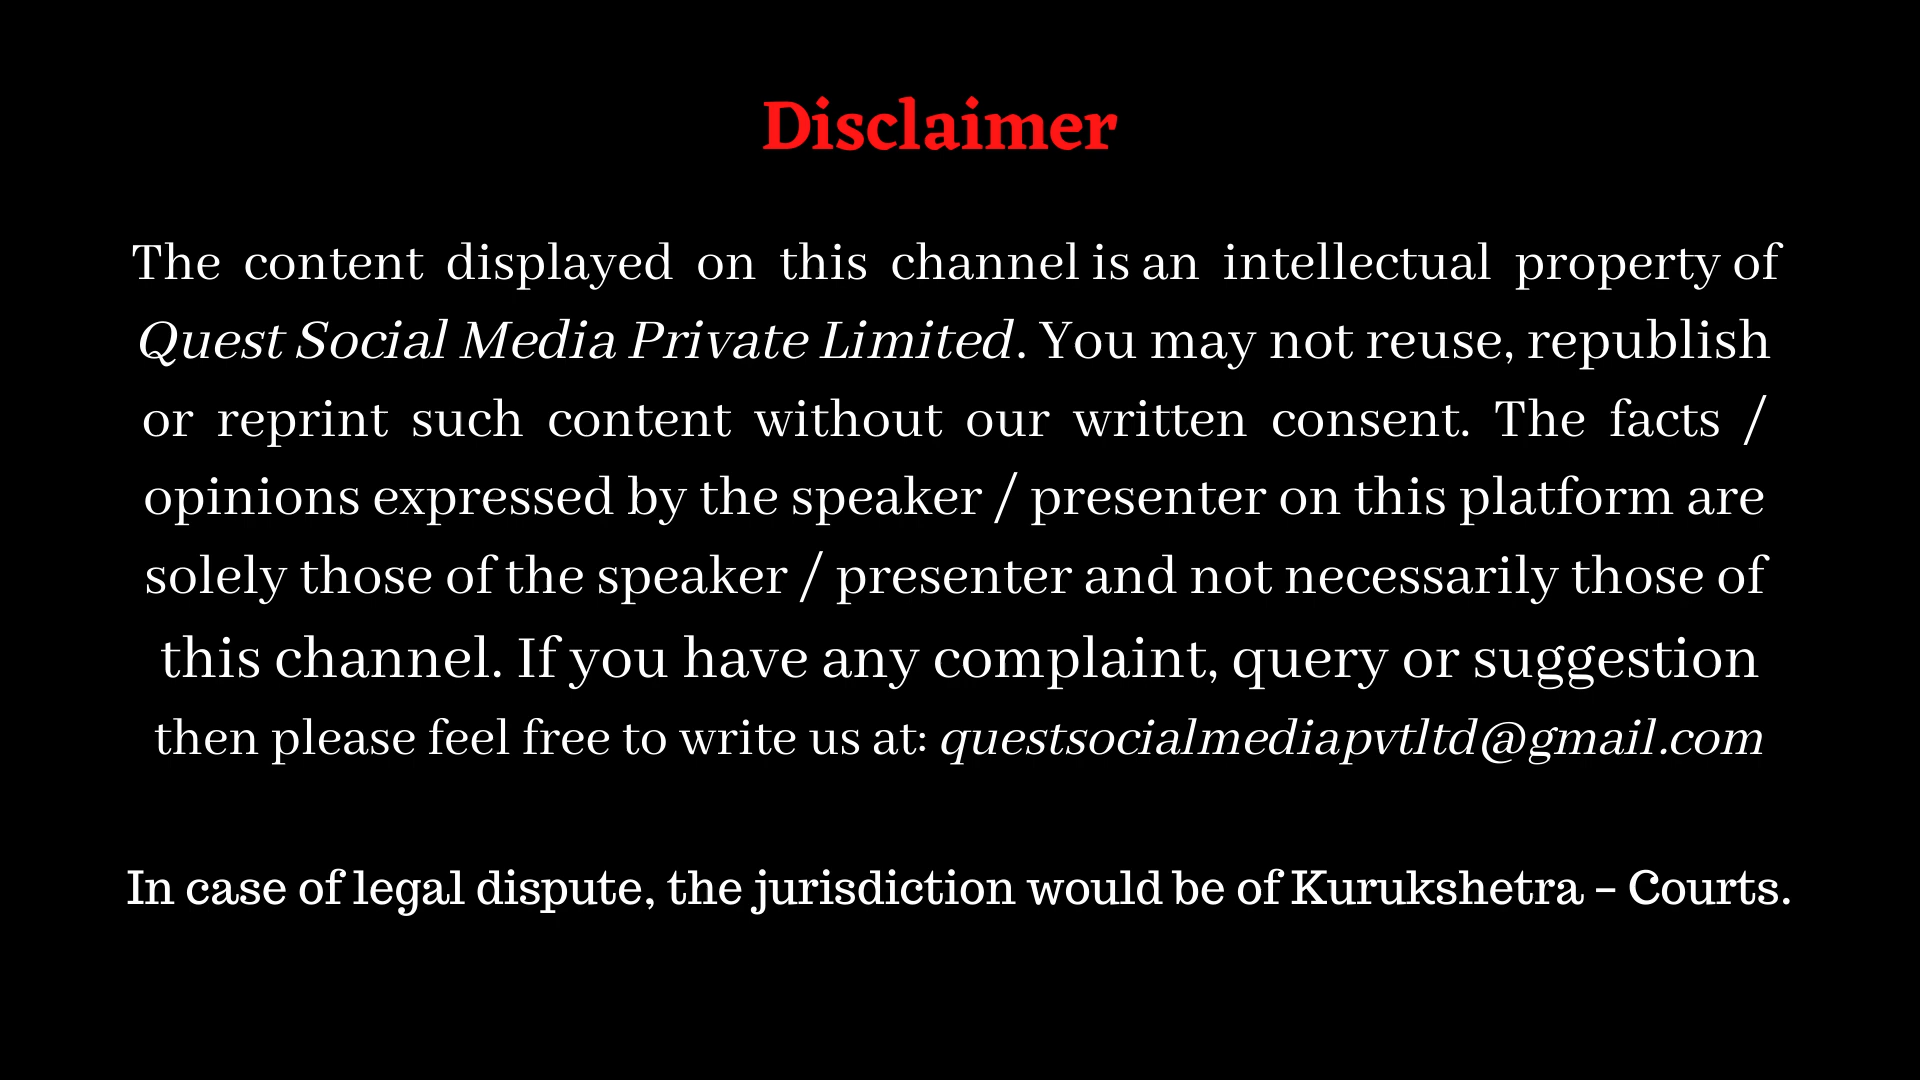 Disclaimer
The content displayed on this channel is an intellectual property of
Quest Social Media Private Limited. You may not reuse, republish
or reprint such content without our written consent. The facts /
opinions expressed by the speaker / presenter on this platform are
solely those of the speaker / presenter and not necessarily those of
this channel. If you have any complaint, query or suggestion
then please feel free to write us at: questsocialmediapvtltd@gmail.com
In case of legal dispute, the jurisdiction would be of Kurukshetra – Courts.